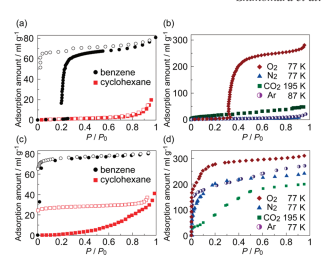 (a)
Adsorption amount / ml g⁻¹
80
60
40
20
0
benzene
cyclohexane
0 0.2 0.4 0.6 0.8 1
P / P₀
(b)
Adsorption amount / ml g⁻¹
200
100
0
O₂ 77 K
N₂ 77 K
CO₂ 195 K
Ar 87 K
0 0.2 0.4 0.6 0.8 1
P / P₀
(c)
Adsorption amount / ml g⁻¹
80
60
40
20
0
benzene
cyclohexane
0 0.2 0.4 0.6 0.8 1
P / P₀
(d)
Adsorption amount / ml g⁻¹
300
200
100
0
O₂ 77 K
N₂ 77 K
CO₂ 195 K
Ar 77 K
0 0.2 0.4 0.6 0.8 1
P / P₀